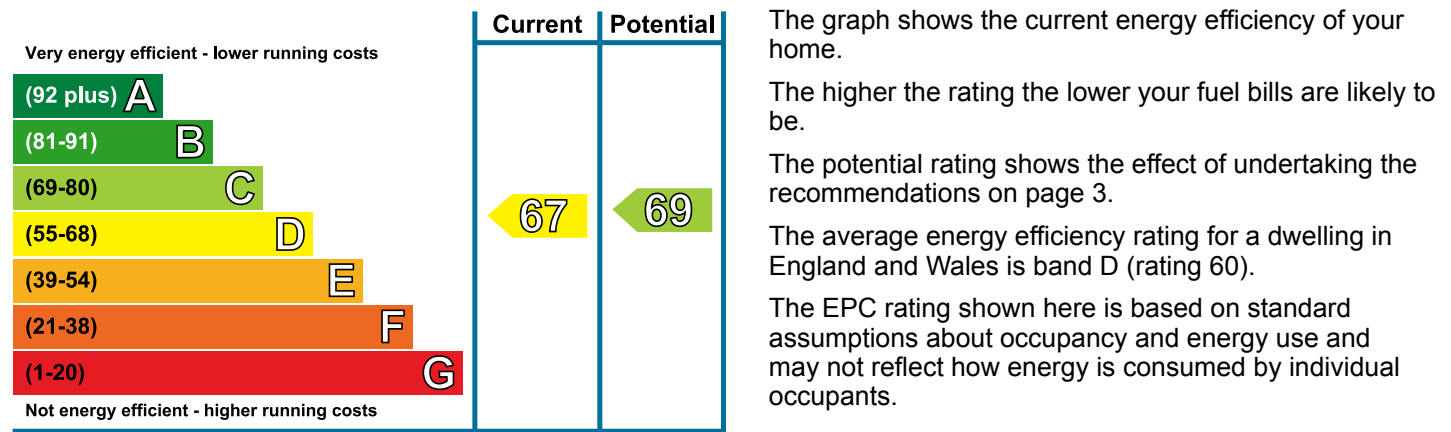 Current Potential
Very energy efficient - lower running costs
(92 plus) A
(81-91) B
(69-80) C
(55-68) D
(39-54) E
(21-38) F
(1-20) G
Not energy efficient - higher running costs
67
69
The graph shows the current energy efficiency of your
home.
The higher the rating the lower your fuel bills are likely to
be.
The potential rating shows the effect of undertaking the
recommendations on page 3.
The average energy efficiency rating for a dwelling in
England and Wales is band D (rating 60).
The EPC rating shown here is based on standard
assumptions about occupancy and energy use and
may not reflect how energy is consumed by individual
occupants.